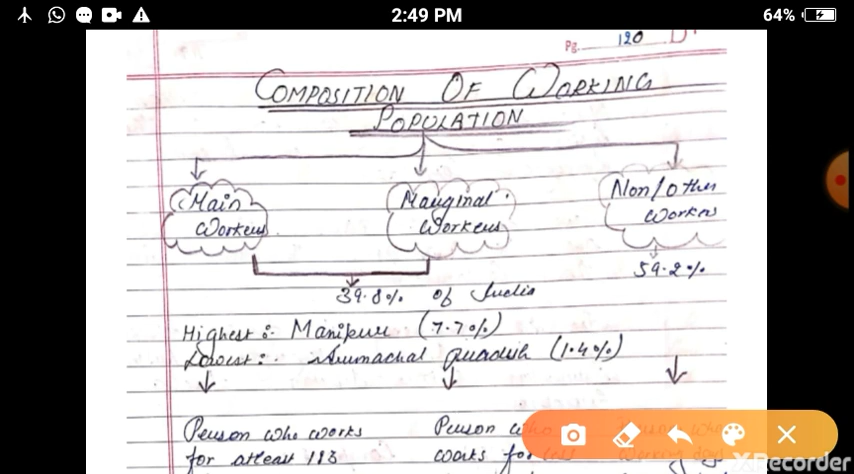 2:49 PM
64%
Pg. 120
COMPOSITION OF WORKING
POPULATION
Main
Workers
Marginal
Workers
Non/other
workers
39.8% of India
59.2%
Highest:- Manipur (7.7%)
Lowest:- Arunachal Pradesh (1.4%)
Person who works
for atleast 183
Person who
works for
XRecorder